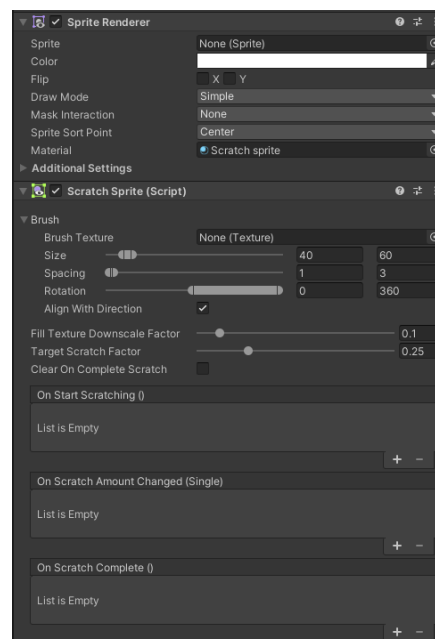 Sprite Renderer
Sprite None (Sprite)
Color
Flip X Y
Draw Mode Simple
Mask Interaction None
Sprite Sort Point Center
Material Scratch sprite
Additional Settings
Scratch Sprite (Script)
Brush
Brush Texture None (Texture)
Size 40 60
Spacing 1 3
Rotation 0 360
Align With Direction
Fill Texture Downscale Factor 0.1
Target Scratch Factor 0.25
Clear On Complete Scratch
On Start Scratching ()
List is Empty
+ −
On Scratch Amount Changed (Single)
List is Empty
+ −
On Scratch Complete ()
List is Empty
+ −